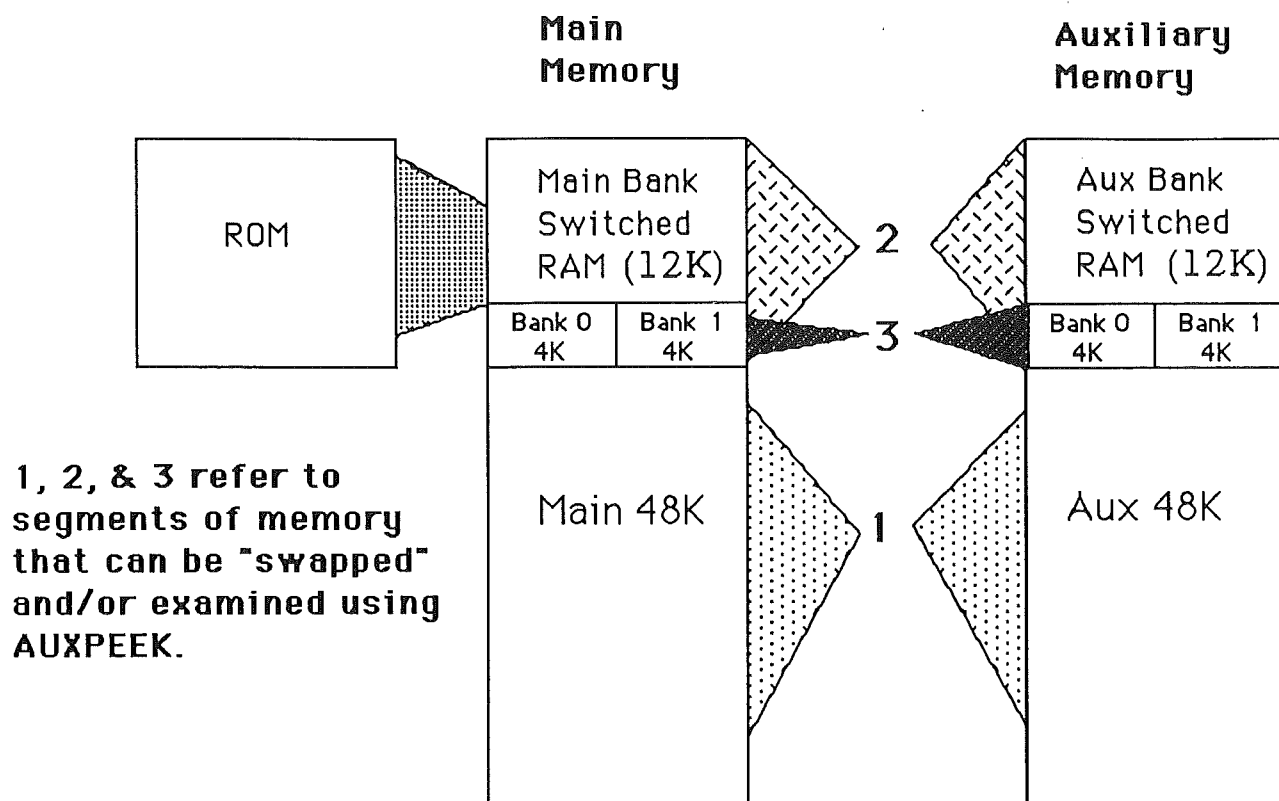 Main
Memory
Auxiliary
Memory
ROM
Main Bank
Switched
RAM (12K)
2
Aux Bank
Switched
RAM (12K)
Bank 0
4K
Bank 1
4K
3
Bank 0
4K
Bank 1
4K
1, 2, & 3 refer to
segments of memory
that can be "swapped"
and/or examined using
AUXPEEK.
Main 48K
1
Aux 48K